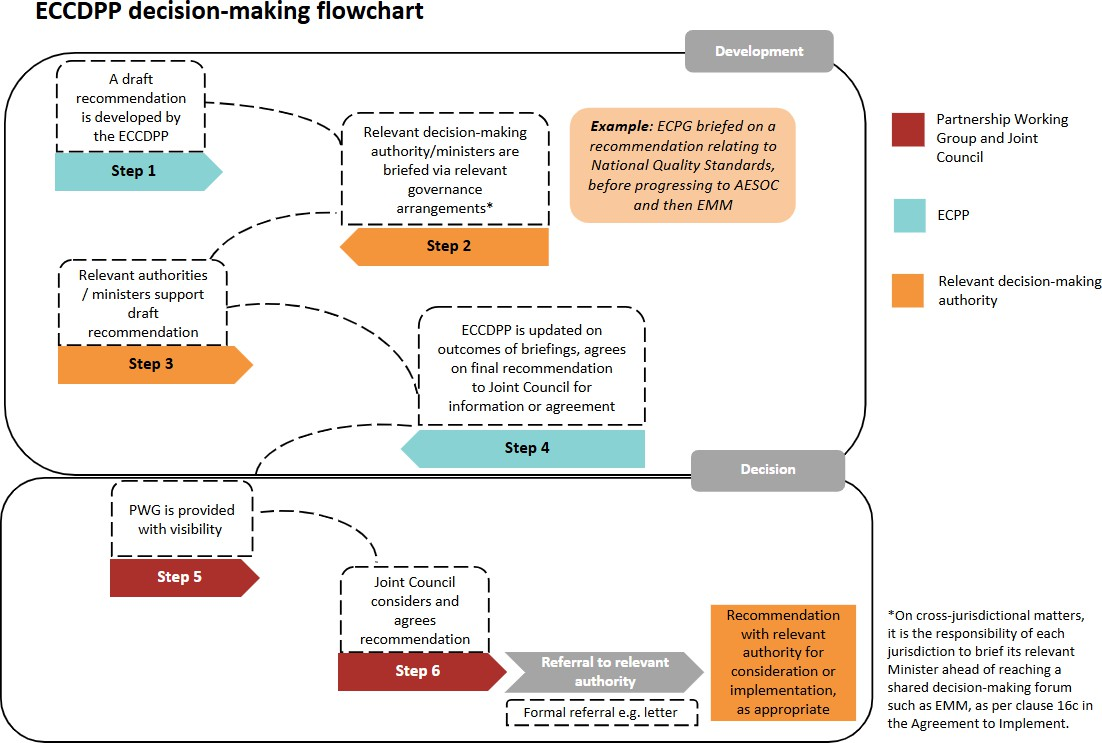 ECCDPP decision-making flowchart
Development
A draft
recommendation
is developed by
the ECCDPP
Step 1
Relevant decision-making
authority/ministers are
briefed via relevant
governance
arrangements*
Step 2
Example: ECPG briefed on a
recommendation relating to
National Quality Standards,
before progressing to AESOC
and then EMM
Relevant authorities
/ ministers support
draft
recommendation
Step 3
ECCDPP is updated on
outcomes of briefings, agrees
on final recommendation
to Joint Council for
information or agreement
Step 4
Partnership Working
Group and Joint
Council
ECPP
Relevant decision-making
authority
Decision
PWG is provided
with visibility
Step 5
Joint Council
considers and
agrees
recommendation
Step 6
Referral to relevant
authority
Formal referral e.g. letter
Recommendation
with relevant
authority for
consideration or
implementation,
as appropriate
*On cross-jurisdictional matters,
it is the responsibility of each
jurisdiction to brief its relevant
Minister ahead of reaching a
shared decision-making forum
such as EMM, as per clause 16c in
the Agreement to Implement.